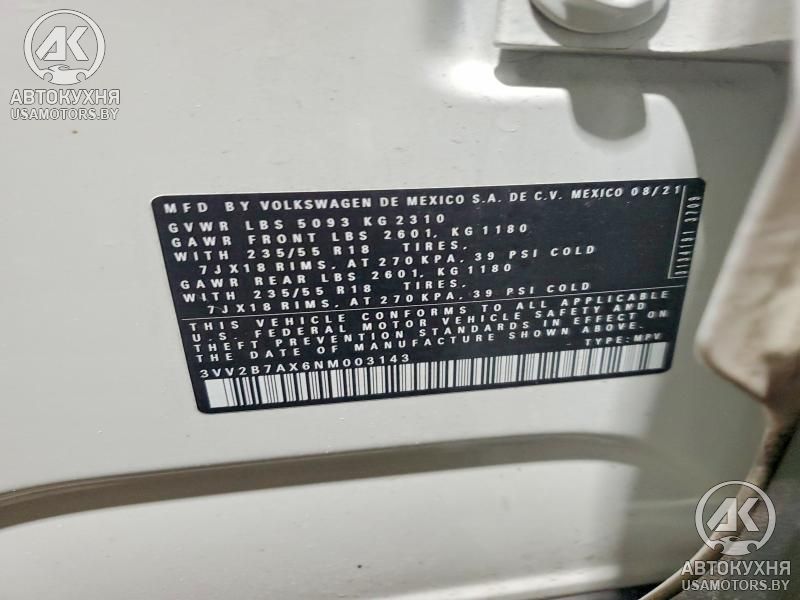 AK
АВТОКУХНЯ
USAMOTORS.BY
MFD BY VOLKSWAGEN DE MEXICO S.A. DE C.V. MEXICO 08/21
GVWR LBS 5093 KG 2310
GAWR FRONT LBS 2601, KG 1180
WITH 235/55 R18 TIRES,
7JX18 RIMS, AT 270 KPA, 39 PSI COLD
GAWR REAR LBS 2601, KG 1180
WITH 235/55 R18 TIRES,
7JX18 RIMS, AT 270 KPA, 39 PSI COLD
THIS VEHICLE CONFORMS TO ALL APPLICABLE
U.S. FEDERAL MOTOR VEHICLE SAFETY AND
THEFT PREVENTION STANDARDS IN EFFECT ON
THE DATE OF MANUFACTURE SHOWN ABOVE.
3VV2B7AX6NM003143 TYPE: MPV
3709
AK
АВТОКУХНЯ
USAMOTORS.BY